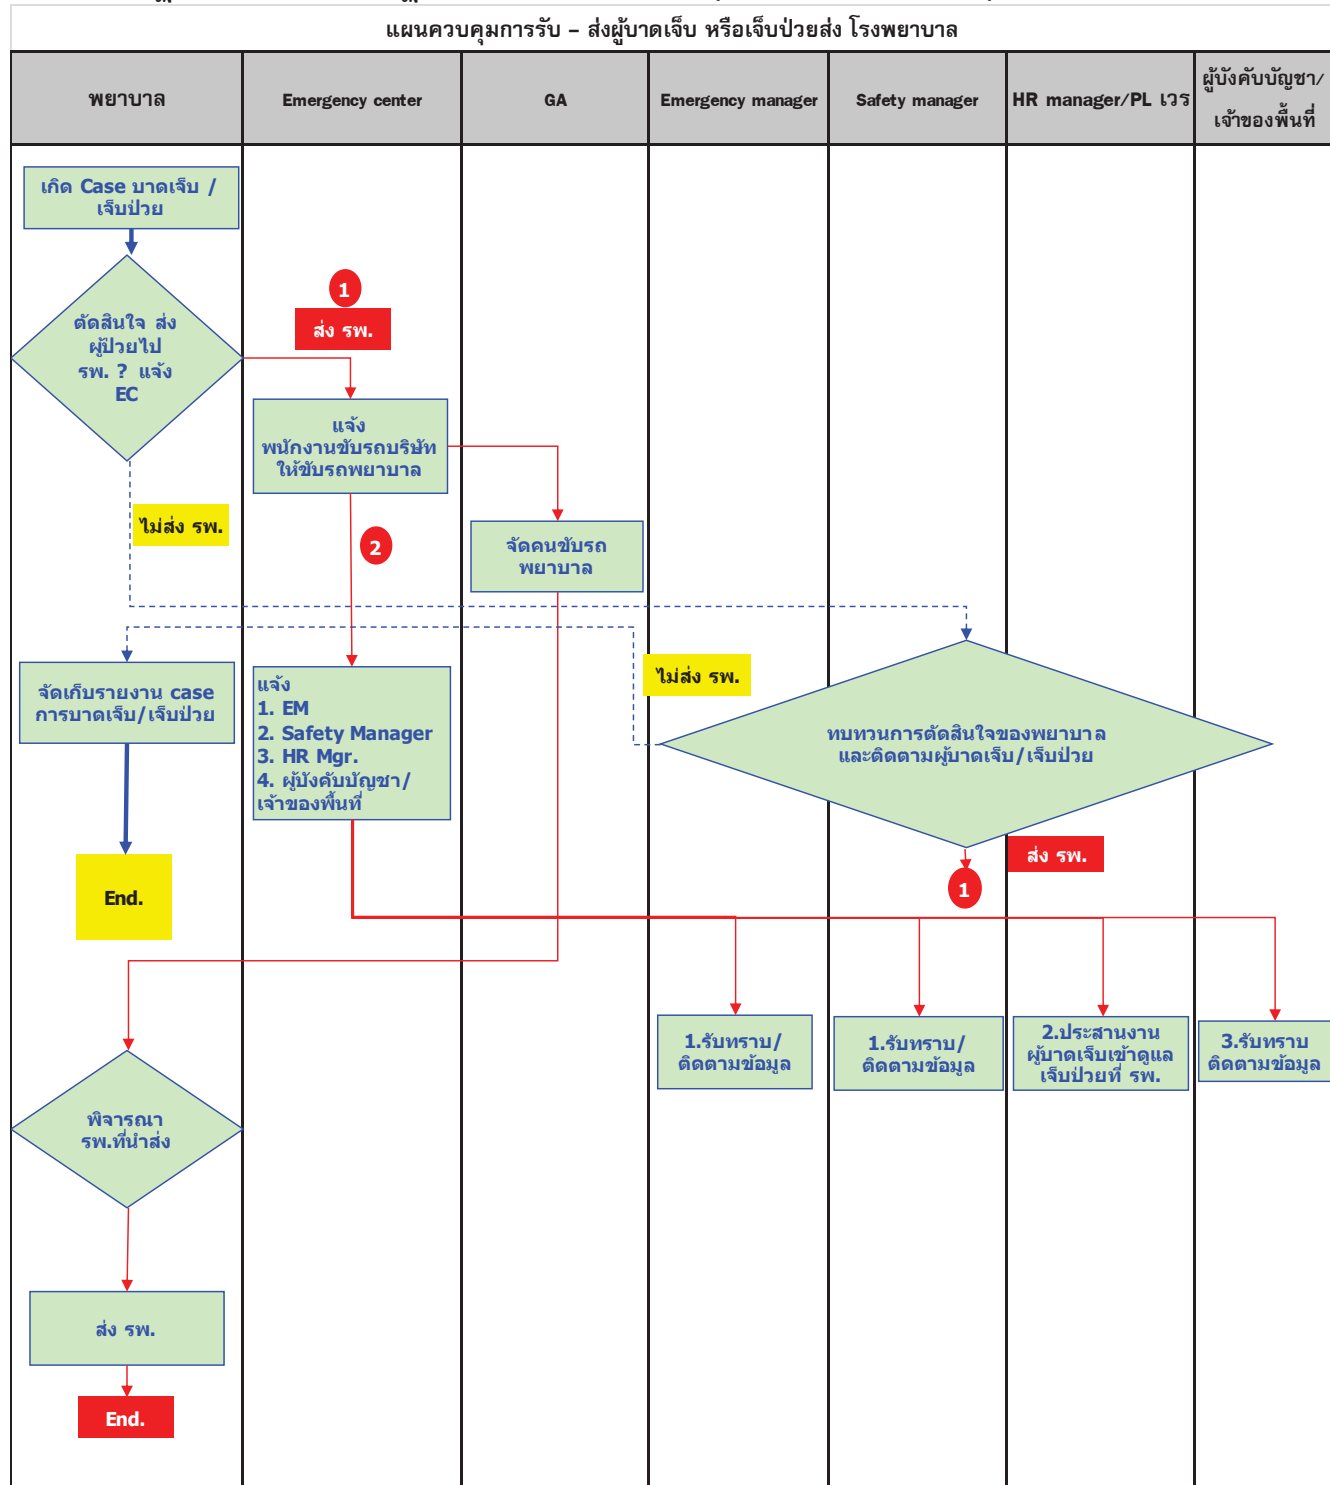 แผนควบคุมการรับ – ส่งผู้บาดเจ็บ หรือเจ็บป่วยส่ง โรงพยาบาล
พยาบาล
Emergency center
GA
Emergency manager
Safety manager
HR manager/PL เวร
ผู้บังคับบัญชา/
เจ้าของพื้นที่
เกิด Case บาดเจ็บ /
เจ็บป่วย
ตัดสินใจ ส่ง
ผู้ป่วยไป
รพ. ? แจ้ง
EC
1
ส่ง รพ.
แจ้ง
พนักงานขับรถบริษัท
ให้ขับรถพยาบาล
ไม่ส่ง รพ.
2
จัดคนขับรถ
พยาบาล
จัดเก็บรายงาน case
การบาดเจ็บ/เจ็บป่วย
แจ้ง
1. EM
2. Safety Manager
3. HR Mgr.
4. ผู้บังคับบัญชา/
เจ้าของพื้นที่
ไม่ส่ง รพ.
ทบทวนการตัดสินใจของพยาบาล
และติดตามผู้บาดเจ็บ/เจ็บป่วย
ส่ง รพ.
1
End.
1.รับทราบ/
ติดตามข้อมูล
1.รับทราบ/
ติดตามข้อมูล
2.ประสานงาน
ผู้บาดเจ็บเข้าดูแล
เจ็บป่วยที่ รพ.
3.รับทราบ
ติดตามข้อมูล
พิจารณา
รพ.ที่นำส่ง
ส่ง รพ.
End.